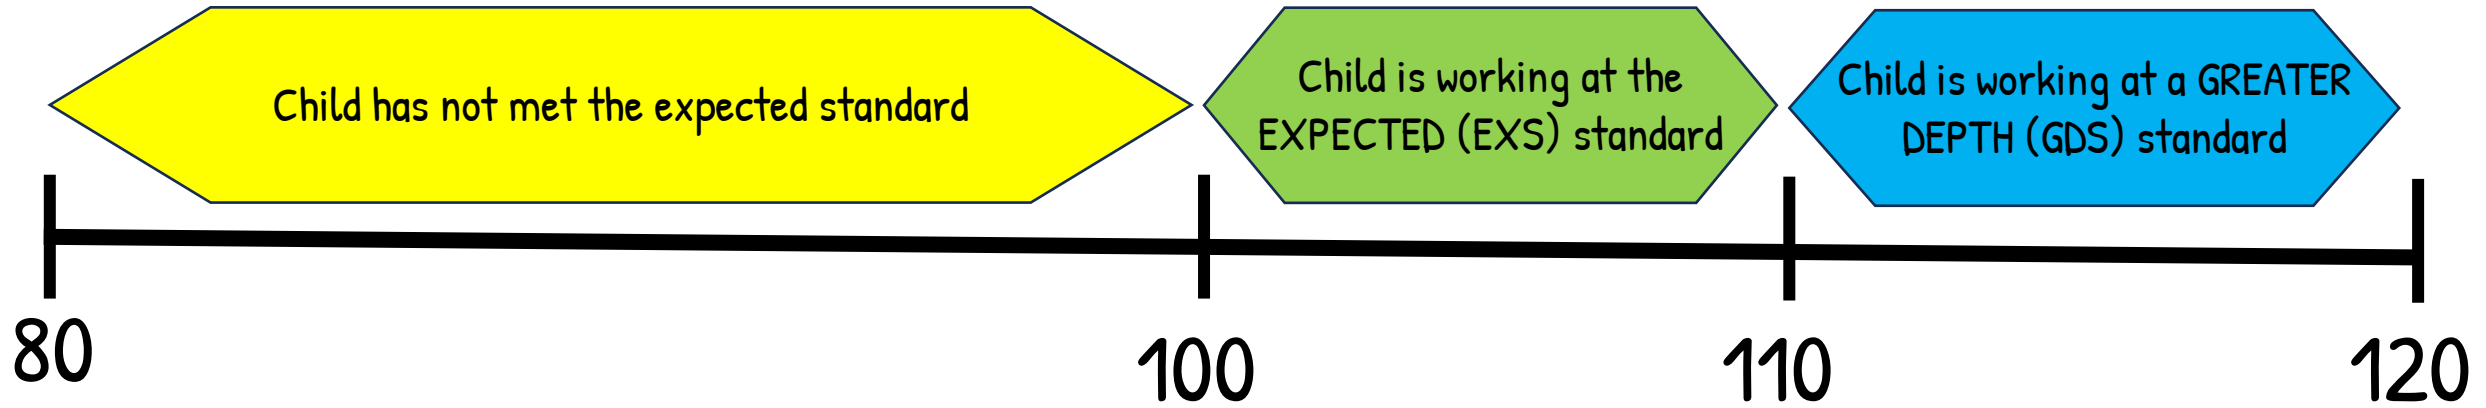 Child has not met the expected standard
Child is working at the
EXPECTED (EXS) standard
Child is working at a GREATER
DEPTH (GDS) standard
80
100
110
120